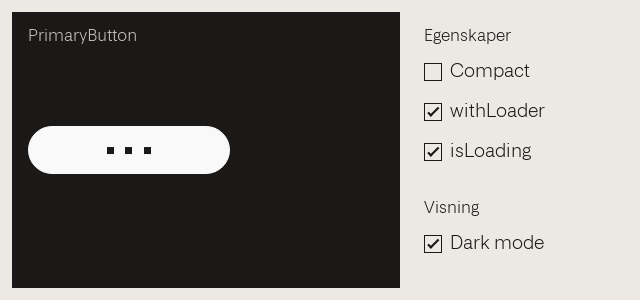 PrimaryButton
Egenskaper
Compact
withLoader
isLoading
Visning
Dark mode